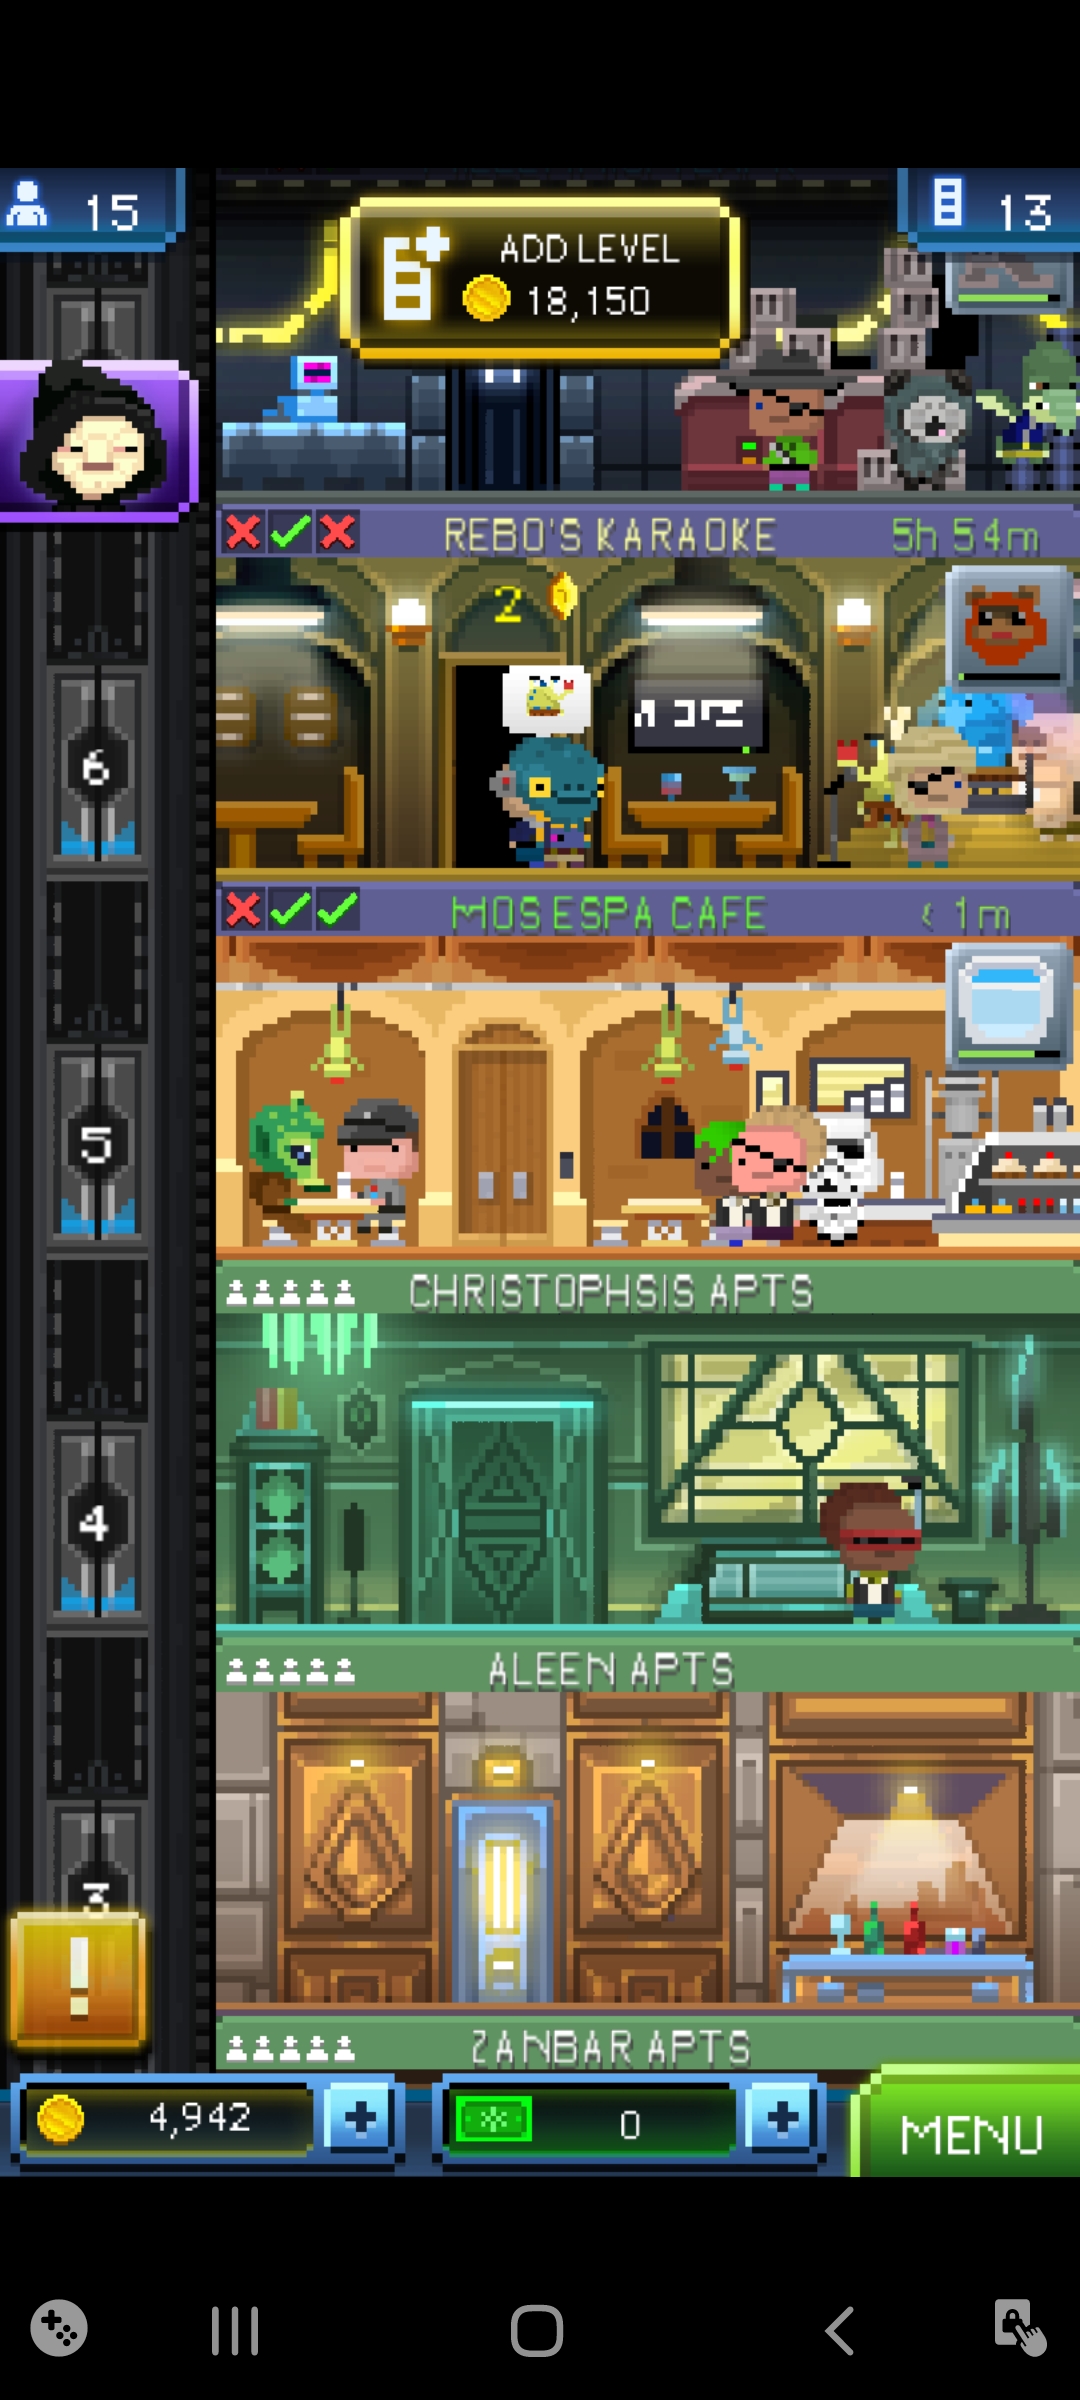 15
ADD LEVEL
18,150
13
REBO'S KARAOKE
5h 54m
2
6
MOS ESPA CAFE
< 1m
5
CHRISTOPHSIS APTS
4
ALEEN APTS
3
!
ZANBAR APTS
4,942
+
0
+
MENU